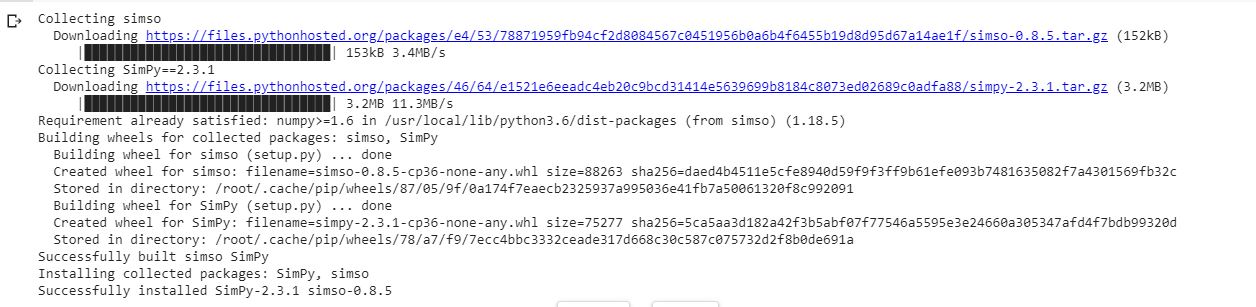 Collecting simso
Downloading https://files.pythonhosted.org/packages/e4/53/78871959fb94cf2d8084567c0451956b0a6b4f6455b19d8d95d67a14ae1f/simso-0.8.5.tar.gz (152kB)
|████████████████████████████████| 153kB 3.4MB/s
Collecting SimPy==2.3.1
Downloading https://files.pythonhosted.org/packages/46/64/e1521e6eeadc4eb20c9bcd31414e5639699b8184c8073ed02689c0adfa88/simpy-2.3.1.tar.gz (3.2MB)
|████████████████████████████████| 3.2MB 11.3MB/s
Requirement already satisfied: numpy>=1.6 in /usr/local/lib/python3.6/dist-packages (from simso) (1.18.5)
Building wheels for collected packages: simso, SimPy
Building wheel for simso (setup.py) ... done
Created wheel for simso: filename=simso-0.8.5-cp36-none-any.whl size=88263 sha256=daed4b4511e5cfe8940d59f9f3ff9b61efe093b7481635082f7a4301569fb32c
Stored in directory: /root/.cache/pip/wheels/87/05/9f/0a174f7eaecb2325937a995036e41fb7a50061320f8c992091
Building wheel for SimPy (setup.py) ... done
Created wheel for SimPy: filename=simpy-2.3.1-cp36-none-any.whl size=75277 sha256=5ca5aa3d182a42f3b5abf07f77546a5595e3e24660a305347afd4f7bdb99320d
Stored in directory: /root/.cache/pip/wheels/78/a7/f9/7ecc4bbc3332ceade317d668c30c587c075732d2f8b0de691a
Successfully built simso SimPy
Installing collected packages: SimPy, simso
Successfully installed SimPy-2.3.1 simso-0.8.5